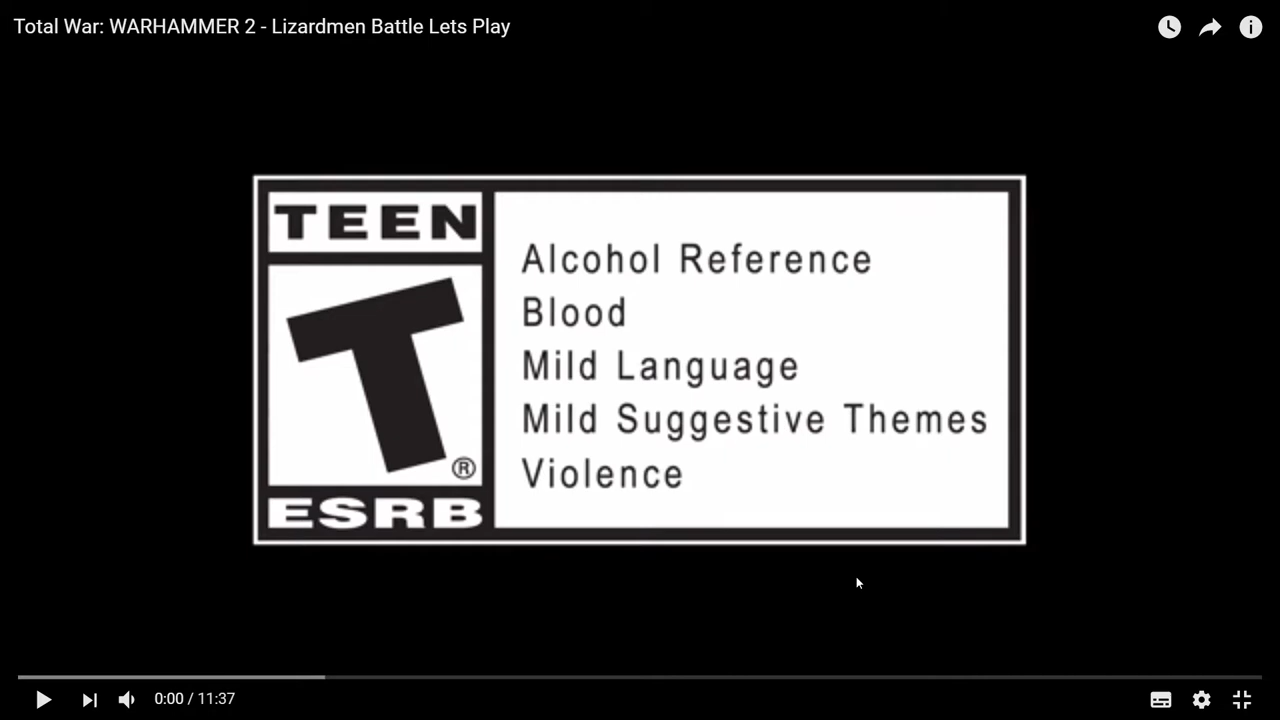 Total War: WARHAMMER 2 - Lizardmen Battle Lets Play
TEEN
T®
ESRB
Alcohol Reference
Blood
Mild Language
Mild Suggestive Themes
Violence
0:00 / 11:37